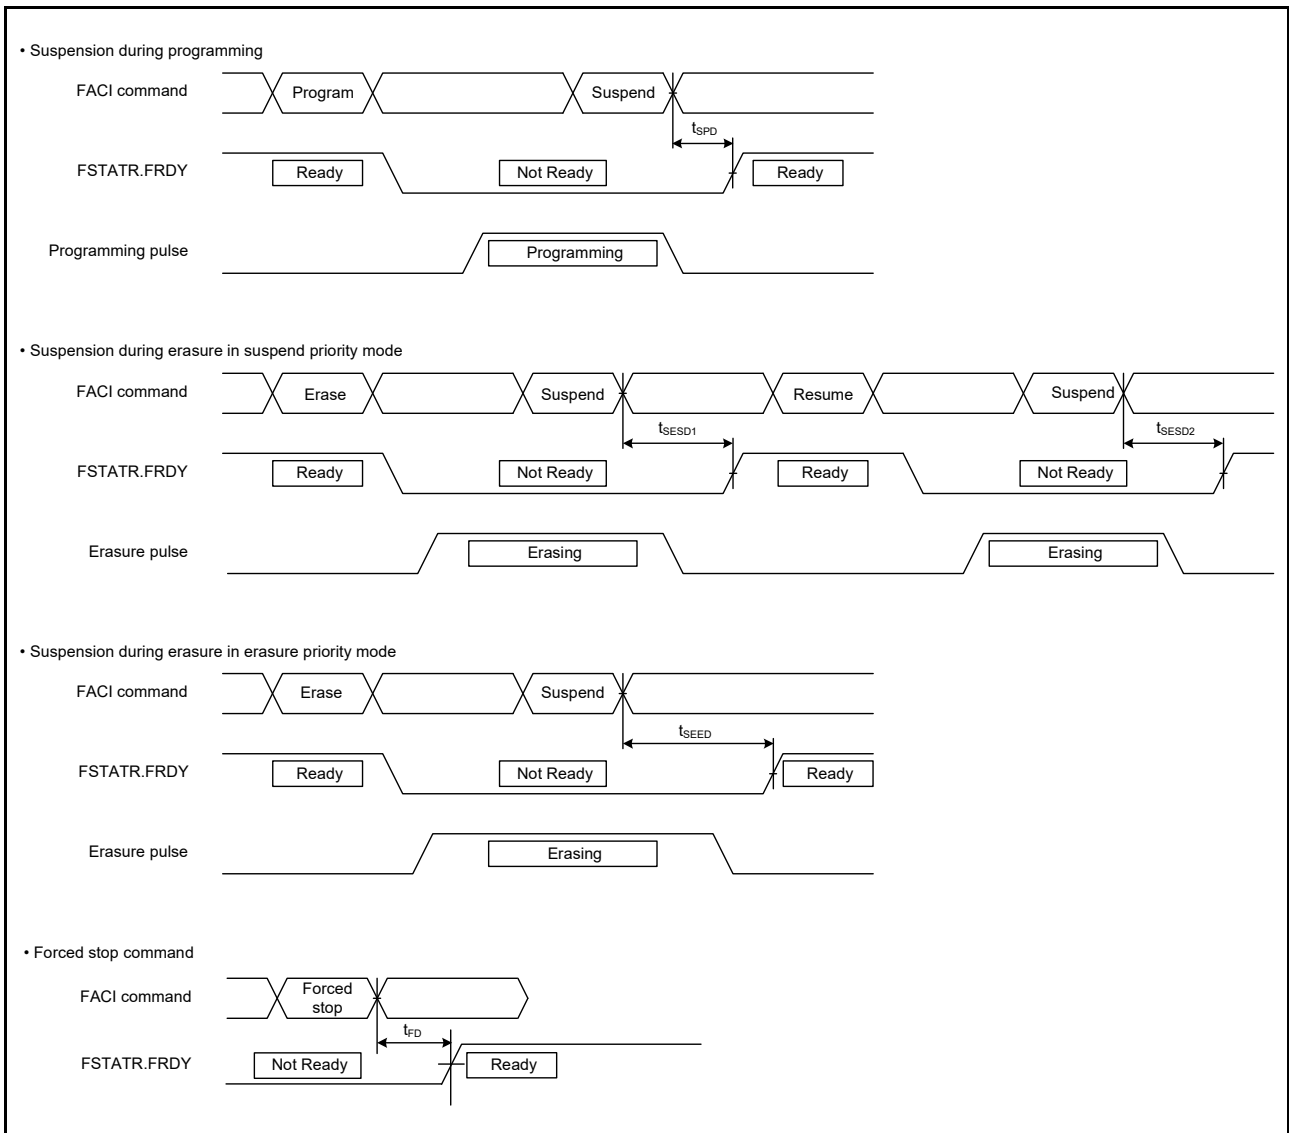 • Suspension during programming
FACI command
Program
Suspend
tSPD
FSTATR.FRDY
Ready
Not Ready
Ready
Programming pulse
Programming
• Suspension during erasure in suspend priority mode
FACI command
Erase
Suspend
Resume
Suspend
tSESD1
tSESD2
FSTATR.FRDY
Ready
Not Ready
Ready
Not Ready
Erasure pulse
Erasing
Erasing
• Suspension during erasure in erasure priority mode
FACI command
Erase
Suspend
tSEED
FSTATR.FRDY
Ready
Not Ready
Ready
Erasure pulse
Erasing
• Forced stop command
FACI command
Forced
stop
tFD
FSTATR.FRDY
Not Ready
Ready